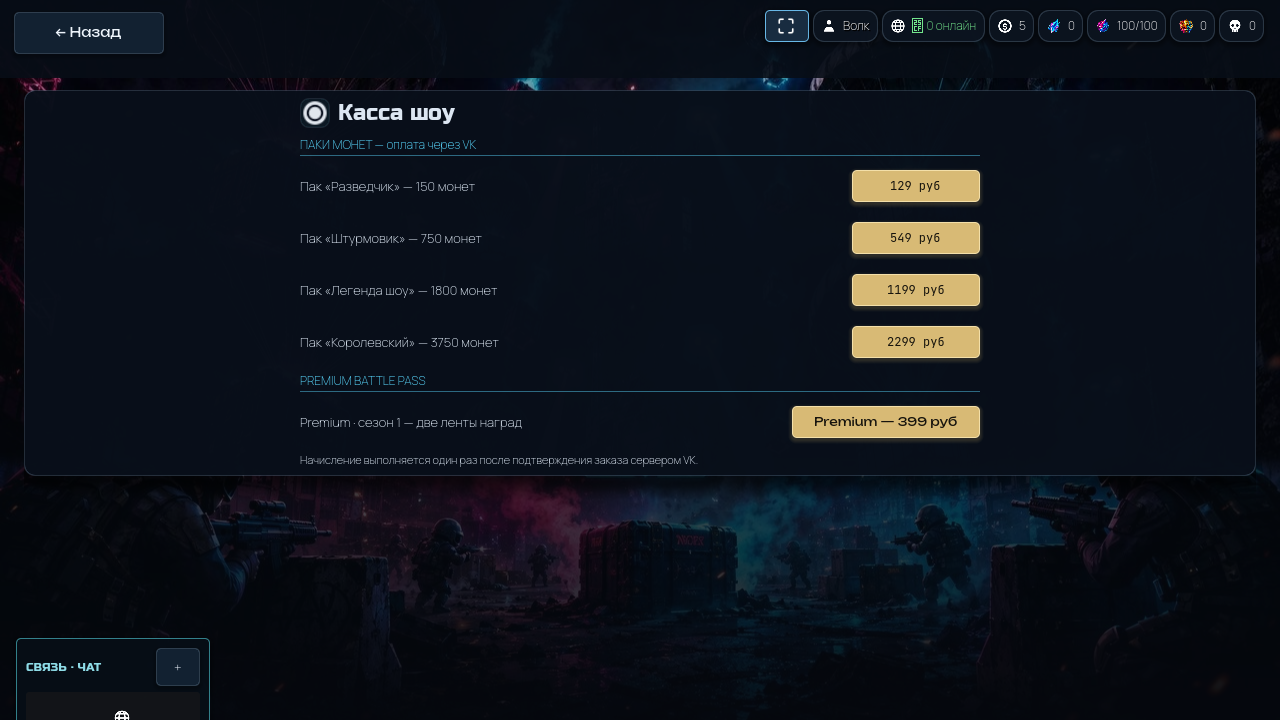 ← Назад
Волк
0 онлайн
5
0
100/100
0
0
Касса шоу
ПАКИ МОНЕТ — оплата через VK
Пак «Разведчик» — 150 монет
129 руб
Пак «Штурмовик» — 750 монет
549 руб
Пак «Легенда шоу» — 1800 монет
1199 руб
Пак «Королевский» — 3750 монет
2299 руб
PREMIUM BATTLE PASS
Premium · сезон 1 — две ленты наград
Premium — 399 руб
Начисление выполняется один раз после подтверждения заказа сервером VK.
СВЯЗЬ · ЧАТ
+